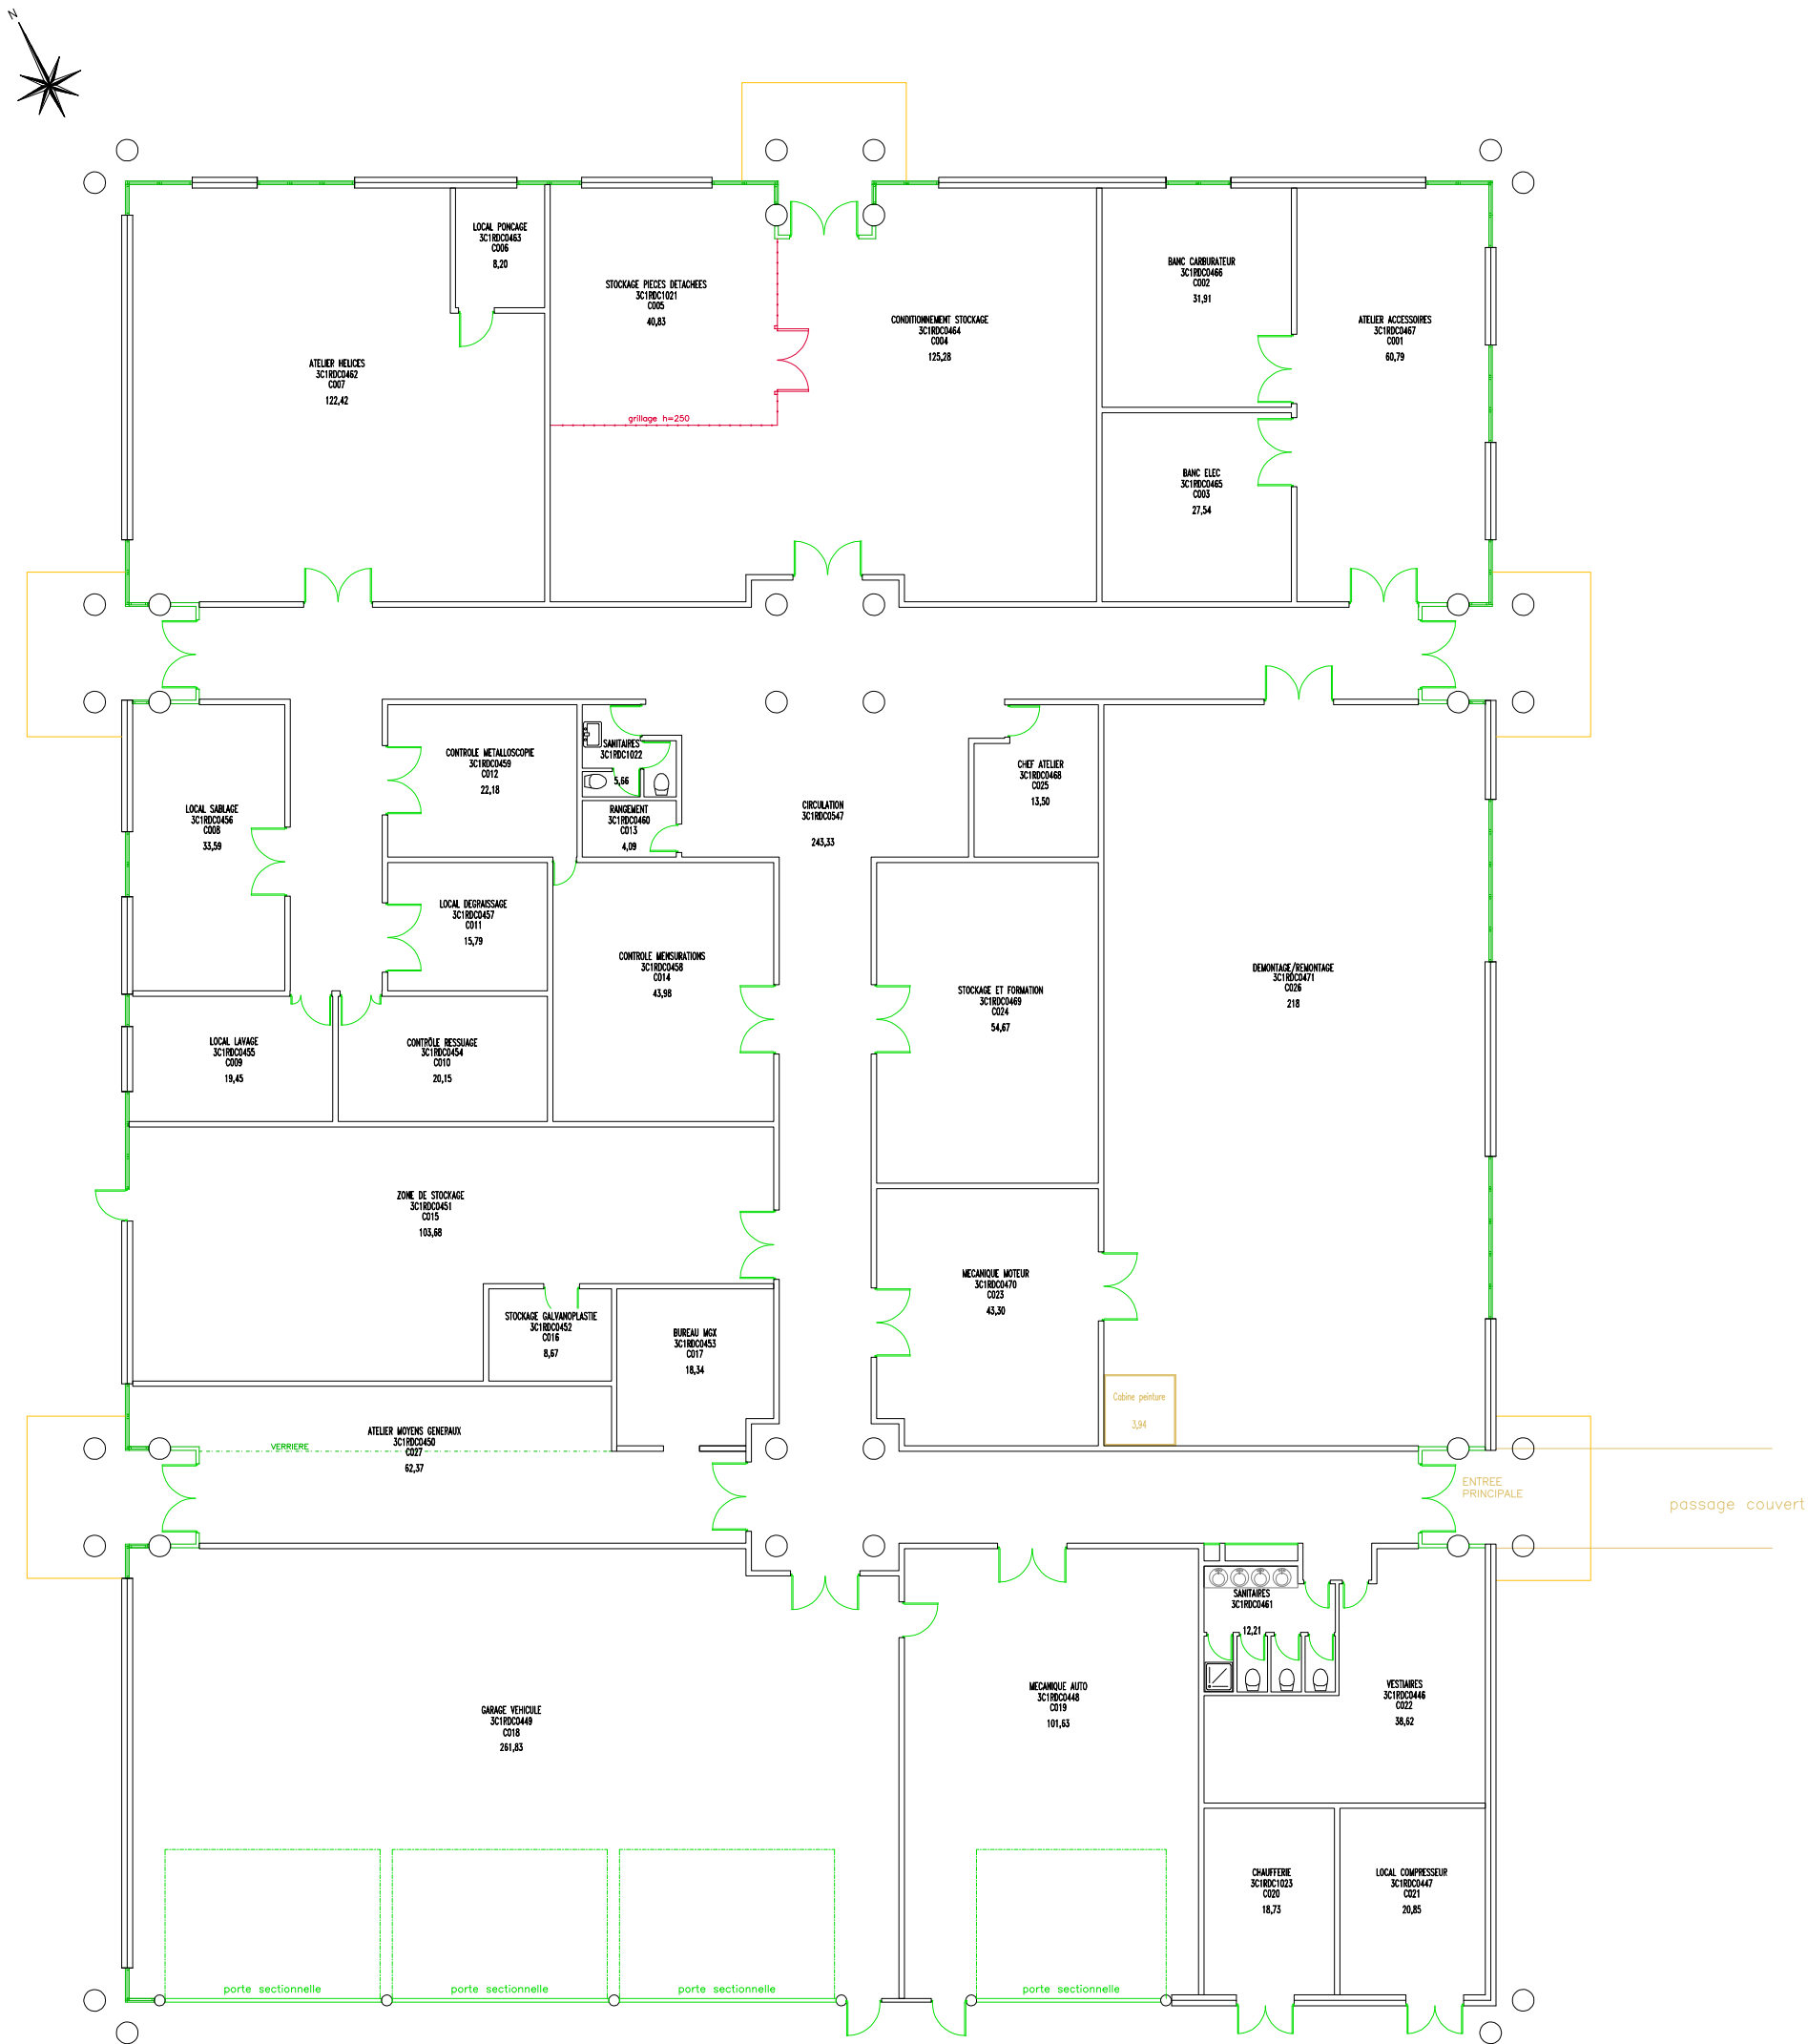 N
LOCAL PONCAGE
3C1RDC0463
C006
8,20
STOCKAGE PIECES DETACHEES
3C1RDC1021
C005
40,83
BANC CARBURATEUR
3C1RDC0466
C002
31,91
CONDITIONNEMENT STOCKAGE
3C1RDC0464
C004
125,28
ATELIER ACCESSOIRES
3C1RDC0467
C001
60,79
ATELIER HELICES
3C1RDC0462
C007
122,42
grillage h=250
BANC ELEC
3C1RDC0465
C003
27,54
CONTROLE METALLOSCOPIE
3C1RDC0459
C012
22,18
SANITAIRES
3C1RDC1022
5,66
CHEF ATELIER
3C1RDC0468
C025
13,50
LOCAL SABLAGE
3C1RDC0456
C008
33,59
RANGEMENT
3C1RDC0460
C013
4,09
CIRCULATION
3C1RDC0547
243,33
LOCAL DEGRAISSAGE
3C1RDC0457
C011
15,79
CONTROLE MENSURATIONS
3C1RDC0458
C014
43,98
DEMONTAGE/REMONTAGE
3C1RDC0471
C026
218
STOCKAGE ET FORMATION
3C1RDC0469
C024
54,67
LOCAL LAVAGE
3C1RDC0455
C009
19,45
CONTRÔLE RESSUAGE
3C1RDC0454
C010
20,15
ZONE DE STOCKAGE
3C1RDC0451
C015
103,68
MECANIQUE MOTEUR
3C1RDC0470
C023
43,30
STOCKAGE GALVANOPLASTIE
3C1RDC0452
C016
8,67
BUREAU MGX
3C1RDC0453
C017
18,34
Cabine peinture
3,94
ATELIER MOYENS GENERAUX
3C1RDC0450
C027
62,37
VERRIERE
ENTREE
PRINCIPALE
passage couvert
SANITAIRES
3C1RDC0461
12,21
GARAGE VEHICULE
3C1RDC0449
C018
261,83
MECANIQUE AUTO
3C1RDC0448
C019
101,63
VESTIAIRES
3C1RDC0446
C022
38,62
CHAUFFERIE
3C1RDC1023
C020
18,73
LOCAL COMPRESSEUR
3C1RDC0447
C021
20,85
porte sectionnelle
porte sectionnelle
porte sectionnelle
porte sectionnelle